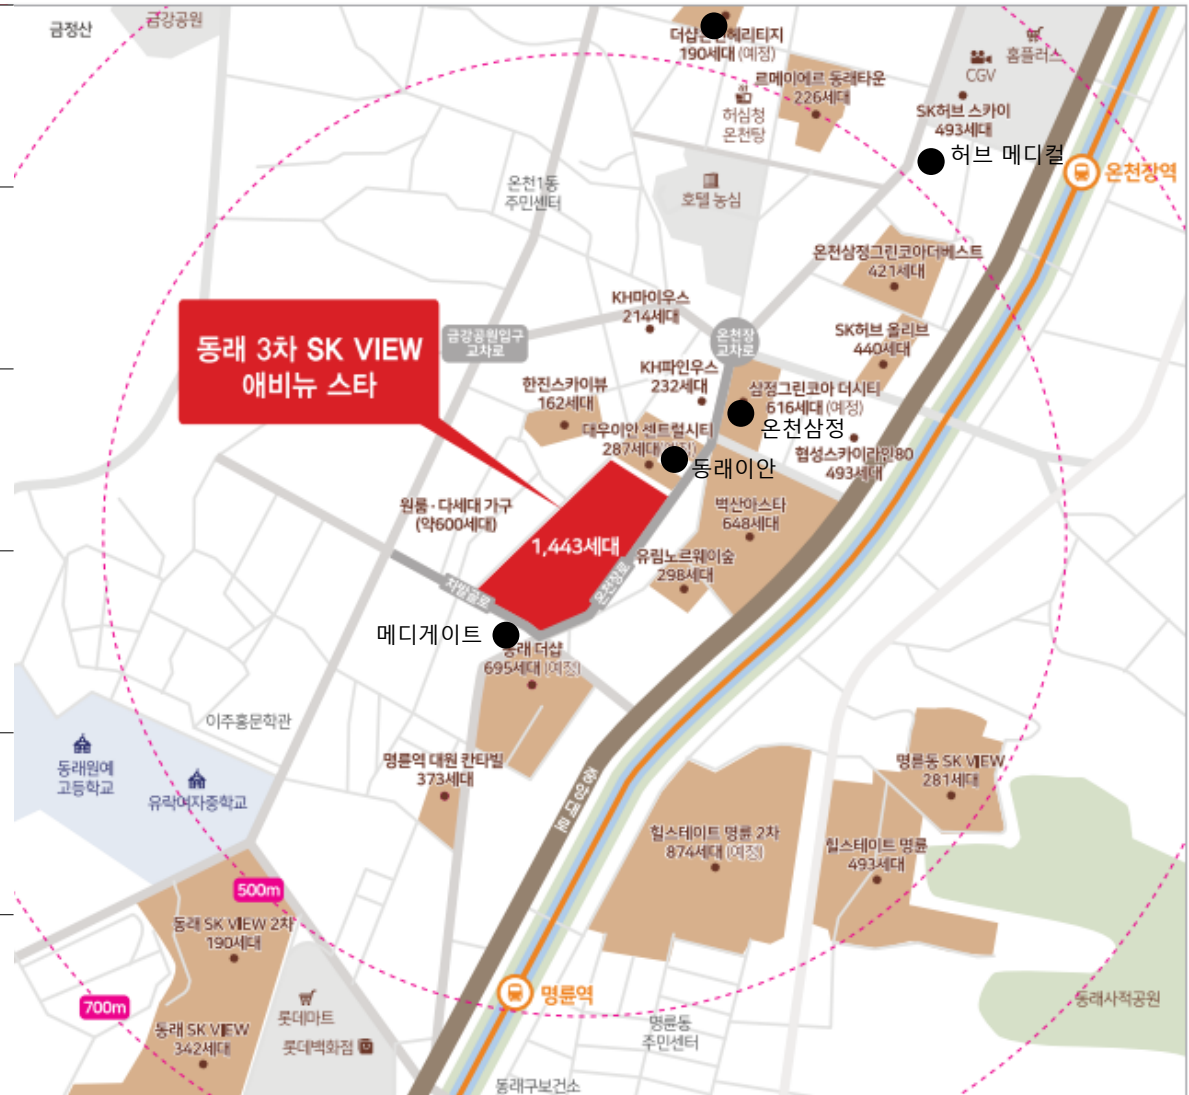 금정산
금강공원
더샵온천헤리티지
190세대 (예정)
르메이에르 동래타운
226세대
홈플러스
CGV
SK허브 스카이
493세대
허브 메디컬
온천장역
허심청
온천탕
호텔 농심
온천1동
주민센터
온천삼정그린코아더베스트
421세대
KH마이우스
214세대
온천장
교차로
SK허브 올리브
440세대
금강공원입구
교차로
동래 3차 SK VIEW
애비뉴 스타
KH파인우스
232세대
한진스카이뷰
162세대
삼정그린코아 더시티
616세대 (예정)
온천삼정
대우이안 센트럴시티
287세대(예정)
동래이안
협성스카이라인80
493세대
원룸 · 다세대 가구
(약600세대)
벽산아스타
648세대
1,443세대
유림노르웨이숲
298세대
차밭골로
온천장로
메디게이트
동래 더샵
695세대 (예정)
이주홍문학관
동래원예
고등학교
유락여자중학교
명륜역 대원 칸타빌
373세대
중앙대로
명륜동 SK VIEW
281세대
힐스테이트 명륜 2차
874세대 (예정)
힐스테이트 명륜
493세대
500m
동래 SK VIEW 2차
190세대
700m
동래 SK VIEW
342세대
롯데마트
롯데백화점
명륜역
명륜동
주민센터
동래사적공원
동래구보건소